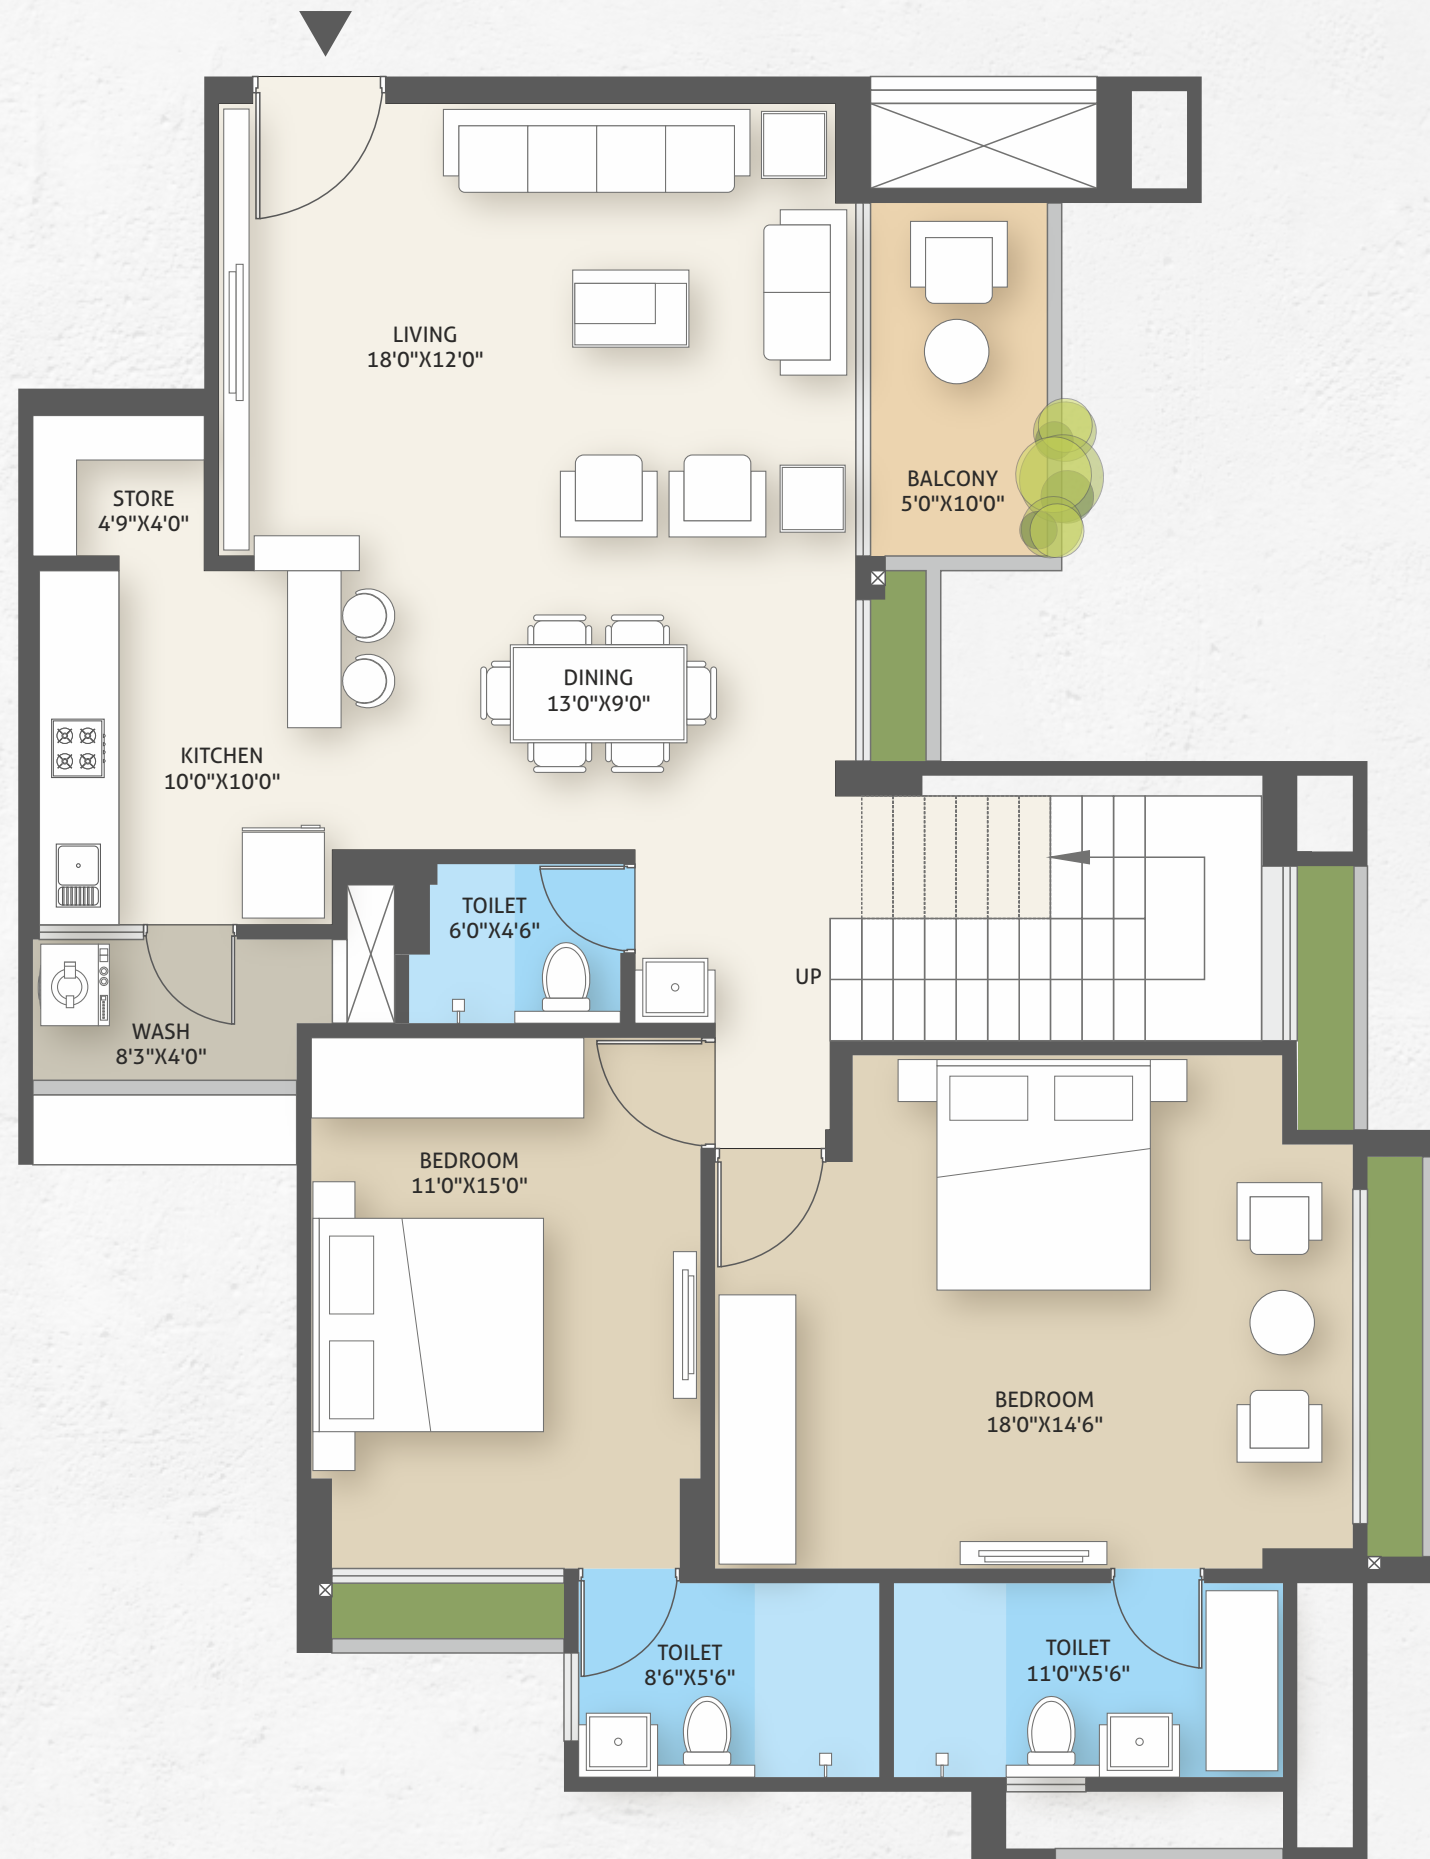 LIVING
18'0"X12'0"
STORE
4'9"X4'0"
BALCONY
5'0"X10'0"
DINING
13'0"X9'0"
KITCHEN
10'0"X10'0"
TOILET
6'0"X4'6"
UP
WASH
8'3"X4'0"
BEDROOM
11'0"X15'0"
BEDROOM
18'0"X14'6"
TOILET
8'6"X5'6"
TOILET
11'0"X5'6"